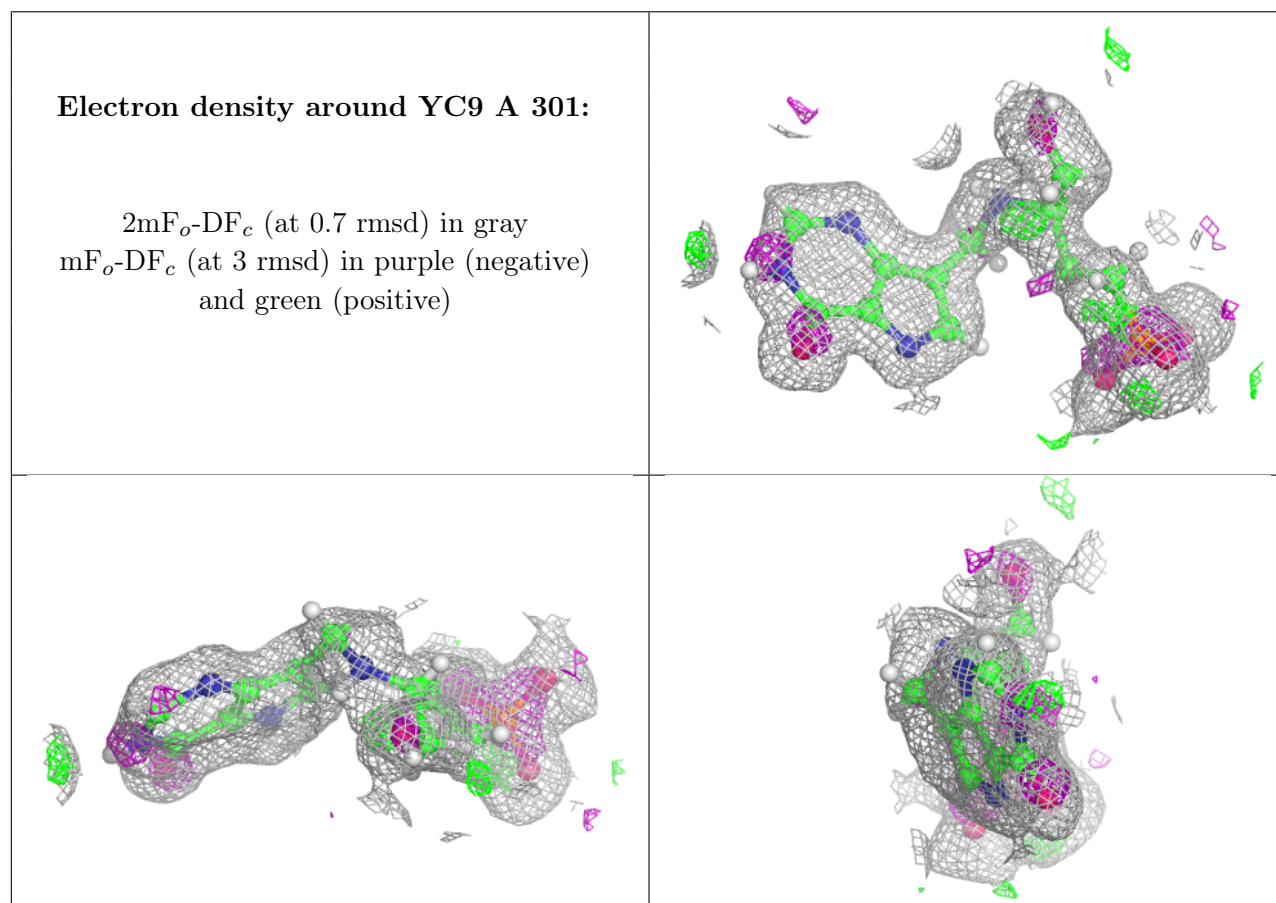 Electron density around YC9 A 301:
2mFo-DFc (at 0.7 rmsd) in gray
mFo-DFc (at 3 rmsd) in purple (negative)
and green (positive)